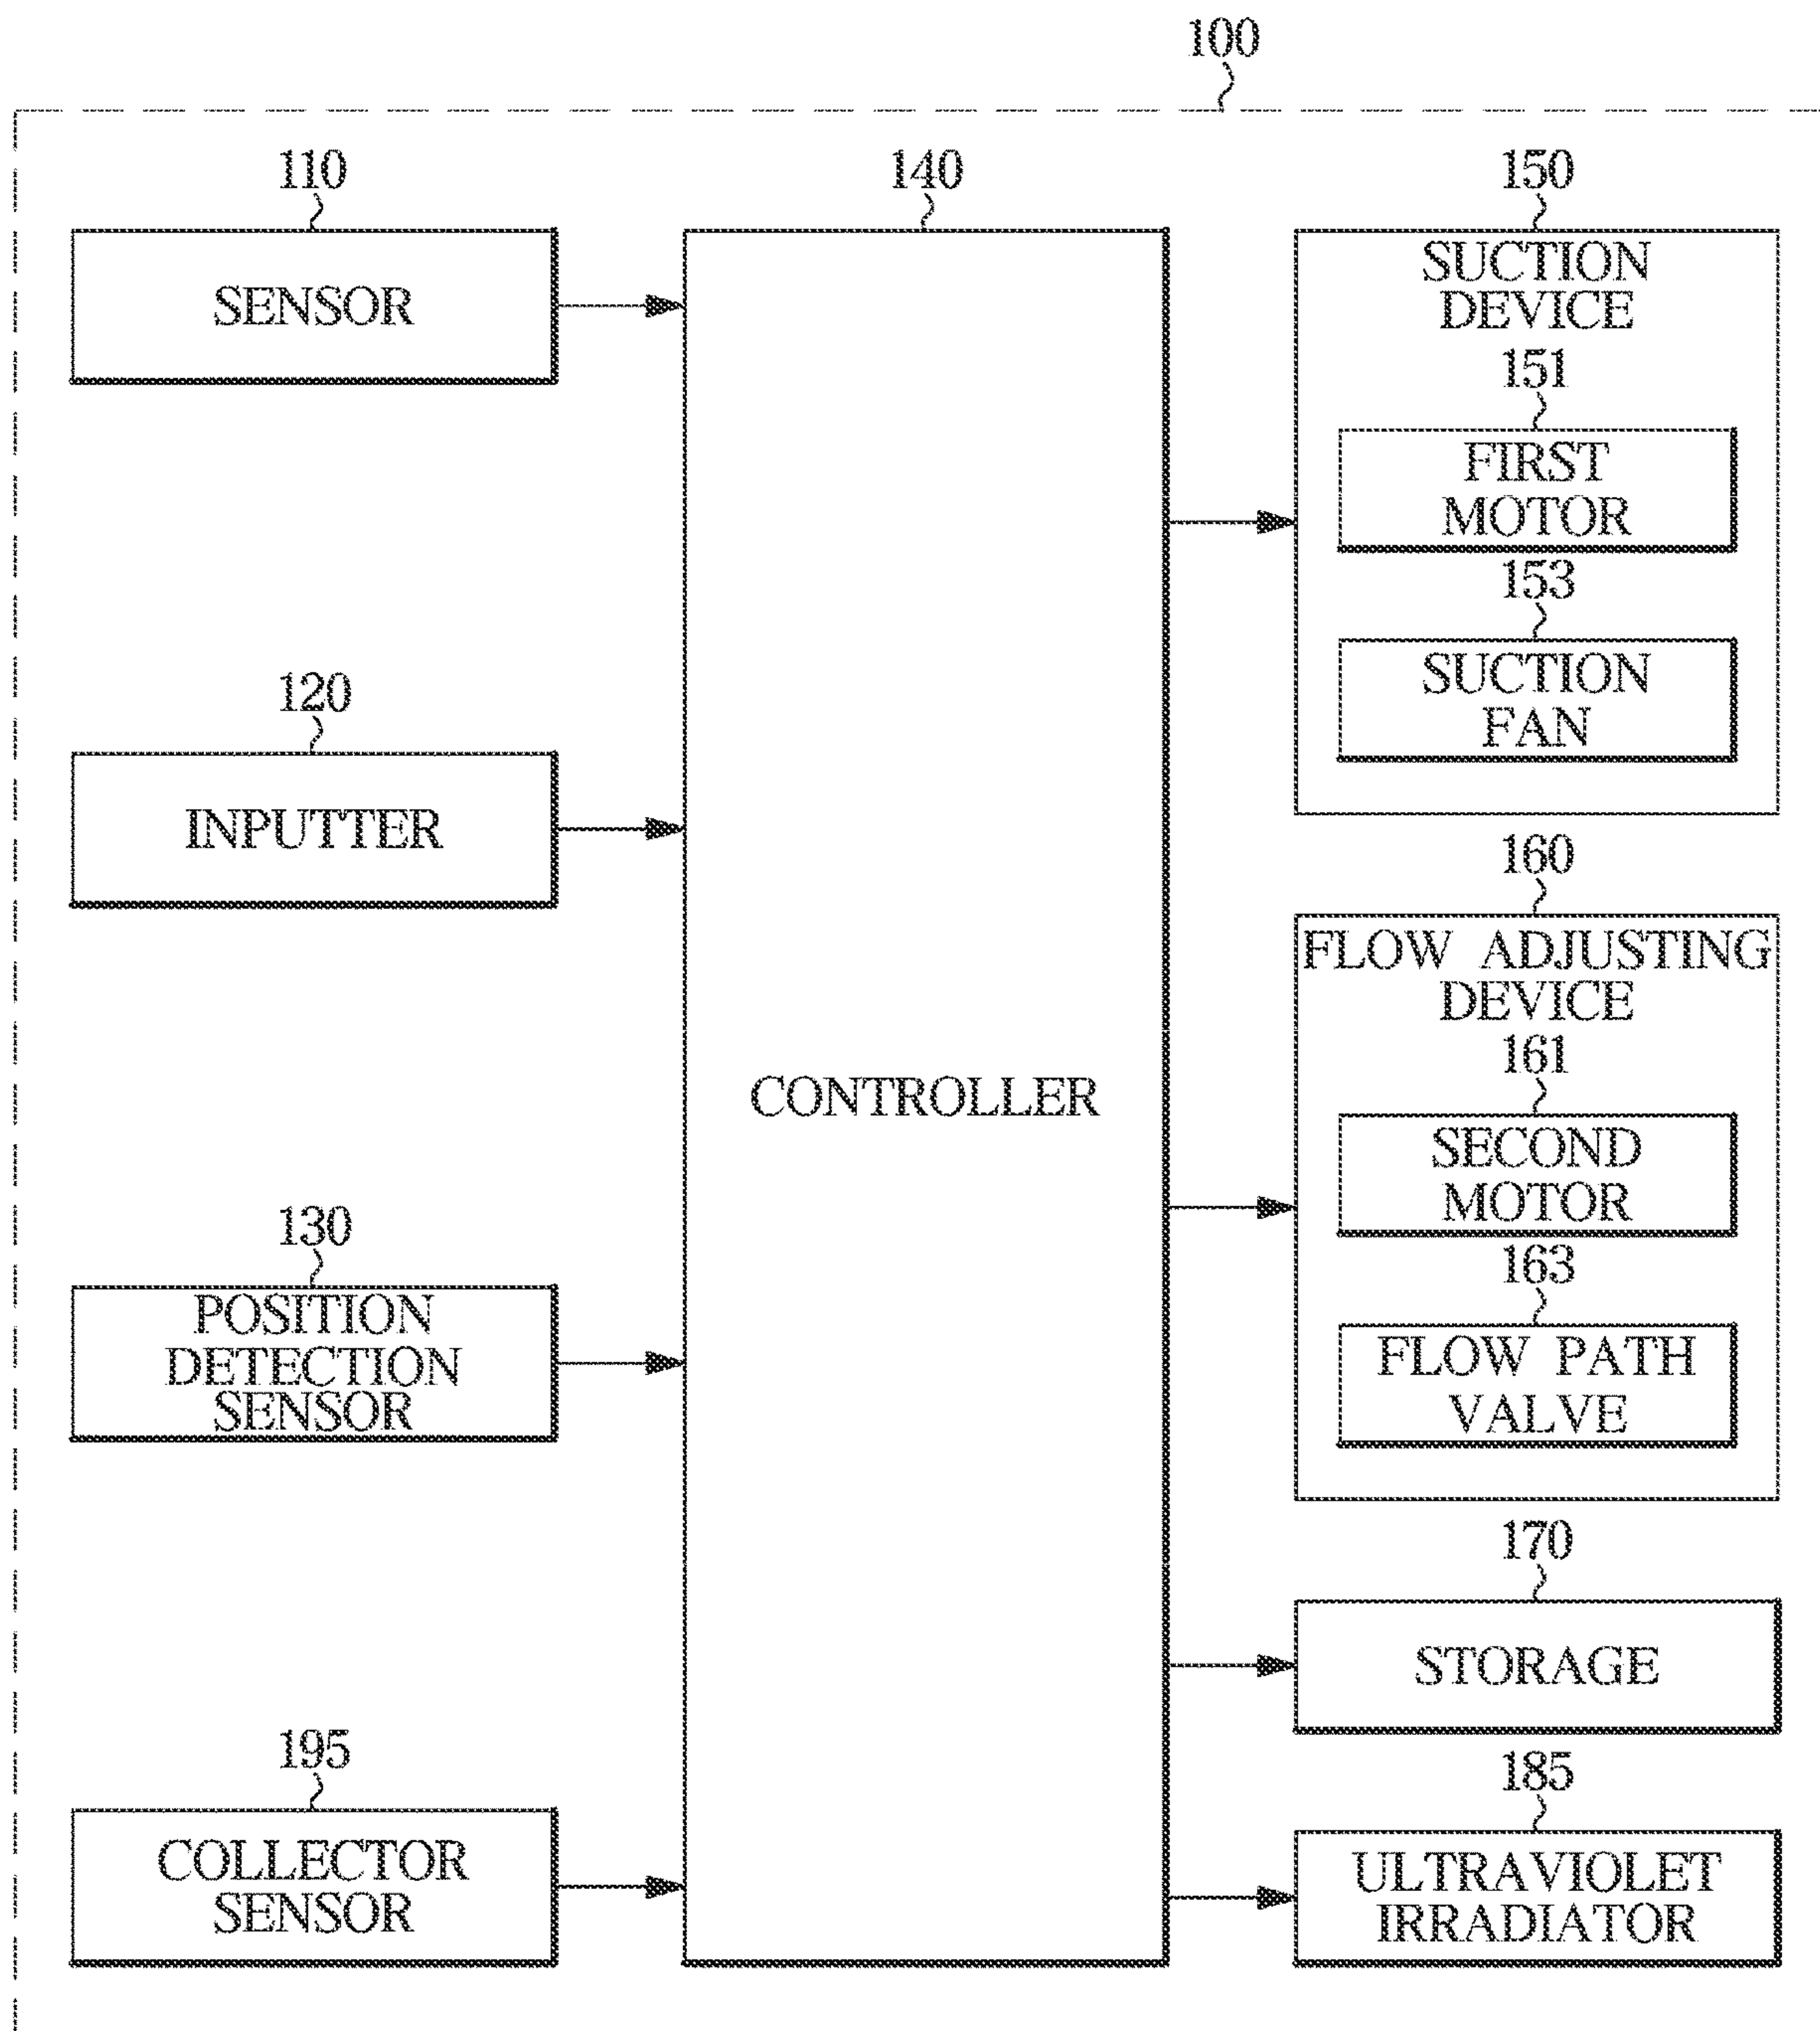 100
110
SENSOR
120
INPUTTER
130
POSITION
DETECTION
SENSOR
195
COLLECTOR
SENSOR
140
CONTROLLER
150
SUCTION
DEVICE
151
FIRST
MOTOR
153
SUCTION
FAN
160
FLOW ADJUSTING
DEVICE
161
SECOND
MOTOR
163
FLOW PATH
VALVE
170
STORAGE
185
ULTRAVIOLET
IRRADIATOR